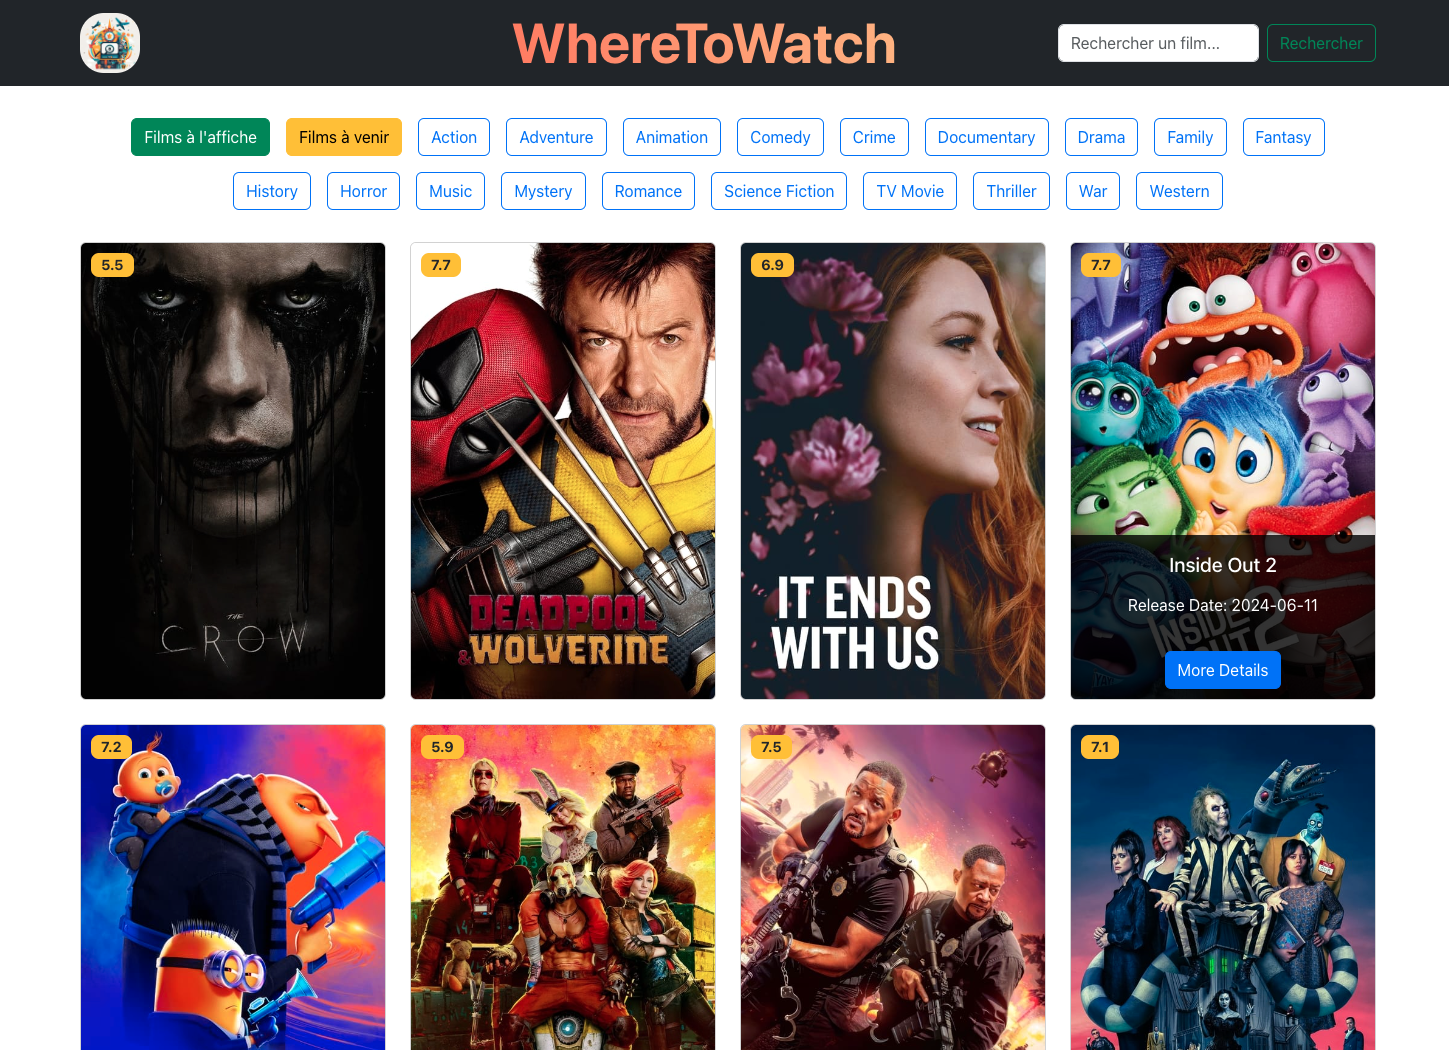 WhereToWatch
Rechercher un film...
Rechercher
Films à l'affiche
Films à venir
Action
Adventure
Animation
Comedy
Crime
Documentary
Drama
Family
Fantasy
History
Horror
Music
Mystery
Romance
Science Fiction
TV Movie
Thriller
War
Western
5.5
THE
CROW
7.7
DEADPOOL
& WOLVERINE
6.9
IT ENDS
WITH US
7.7
Inside Out 2
Release Date: 2024-06-11
INSIDE
OUT 2
More Details
7.2
5.9
7.5
7.1